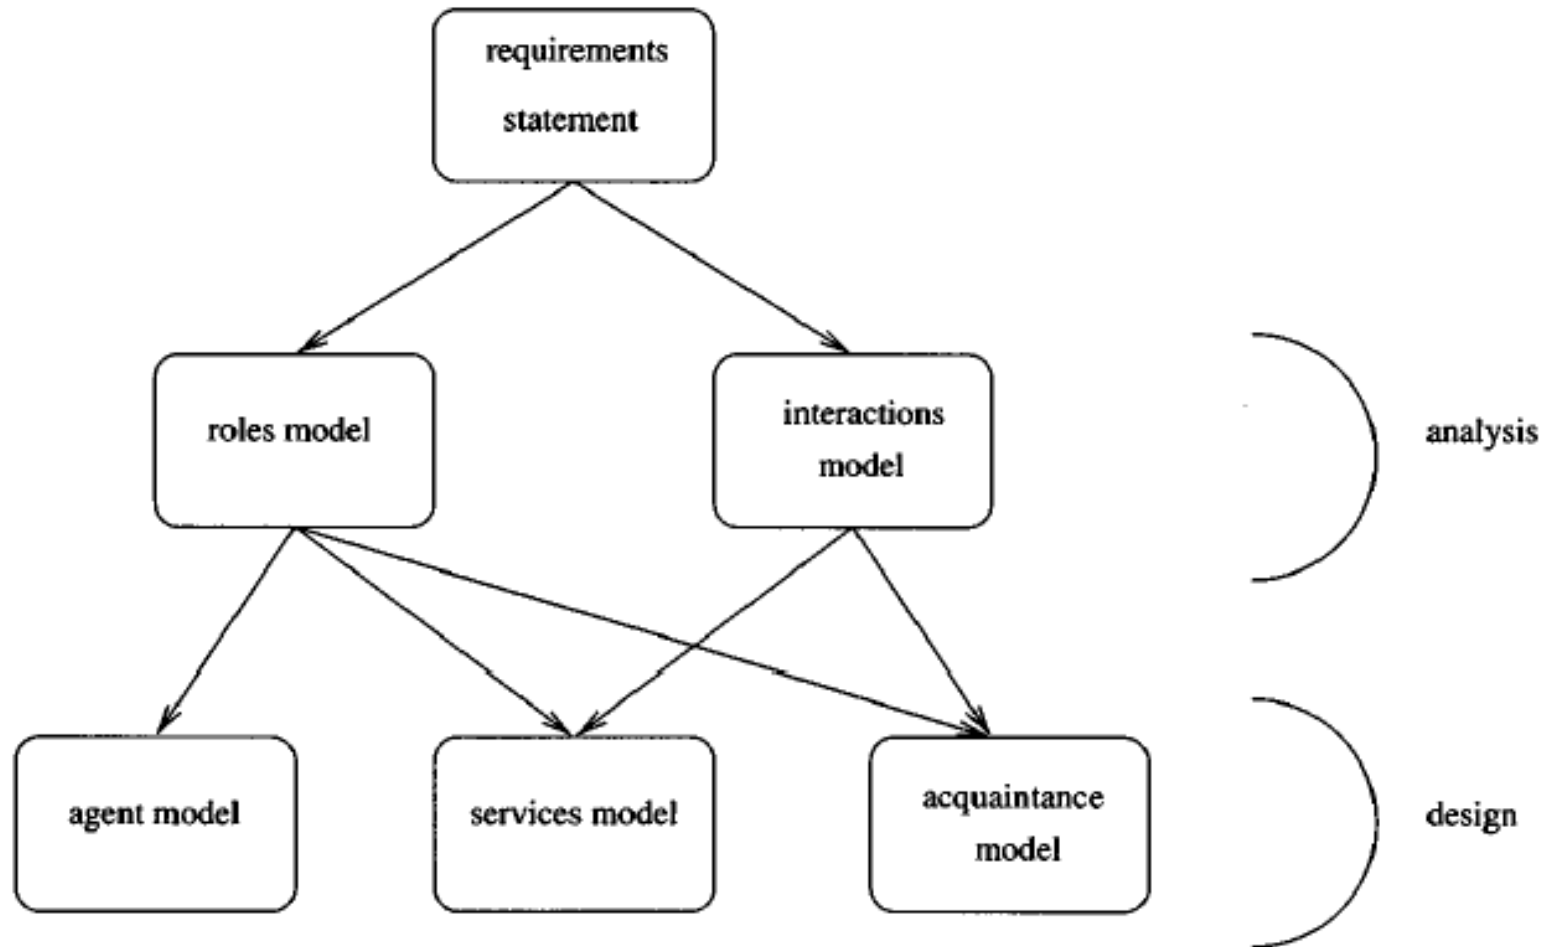 requirements
statement
roles model
interactions
model
analysis
agent model
services model
acquaintance
model
design